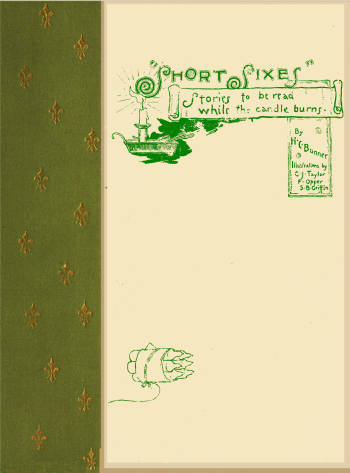 "SHORT SIXES"
Stories to be read
while the candle burns.
By
H.C. Bunner
Illustrations by
C.J. Taylor
F. Opper
S.B. Griffin